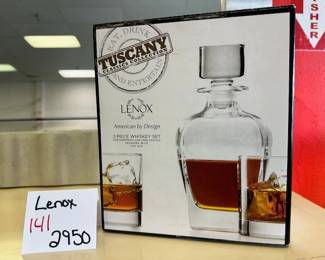 EAT, DRINK
TUSCANY
CLASSICS COLLECTION
AND ENTERTAIN
LENOX
American by Design
3 PIECE WHISKEY SET
Lenox
141
2950
SHER